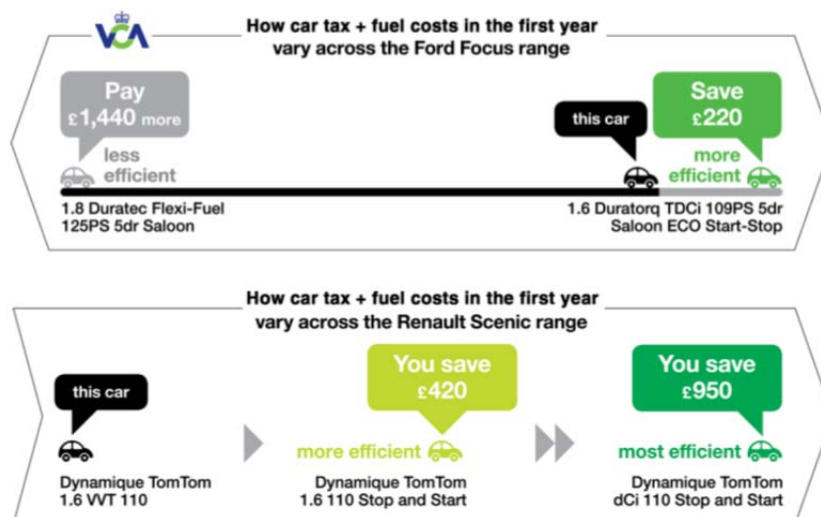 VCA
How car tax + fuel costs in the first year
vary across the Ford Focus range
Pay
£1,440 more
less
efficient
this car
Save
£220
more
efficient
1.8 Duratec Flexi-Fuel
125PS 5dr Saloon
1.6 Duratorq TDCi 109PS 5dr
Saloon ECO Start-Stop
How car tax + fuel costs in the first year
vary across the Renault Scenic range
this car
You save
£420
You save
£950
more efficient
most efficient
Dynamique TomTom
1.6 VVT 110
Dynamique TomTom
1.6 110 Stop and Start
Dynamique TomTom
dCi 110 Stop and Start